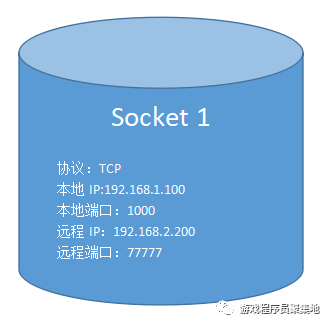 Socket 1
协议：TCP
本地 IP:192.168.1.100
本地端口：1000
远程 IP：192.168.2.200
远程端口：77777
游戏程序员聚集地